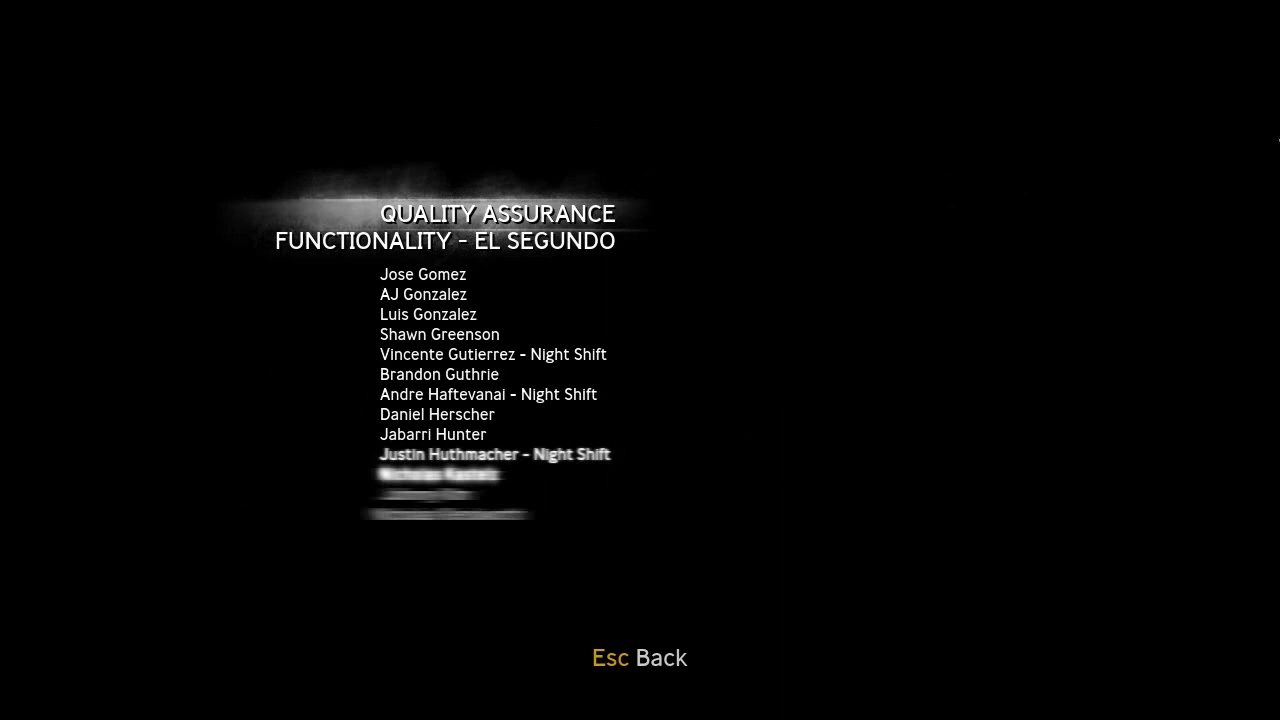 QUALITY ASSURANCE
FUNCTIONALITY - EL SEGUNDO
Jose Gomez
AJ Gonzalez
Luis Gonzalez
Shawn Greenson
Vincente Gutierrez - Night Shift
Brandon Guthrie
Andre Haftevanai - Night Shift
Daniel Herscher
Jabarri Hunter
Justin Huthmacher - Night Shift
Nicholas
Esc Back